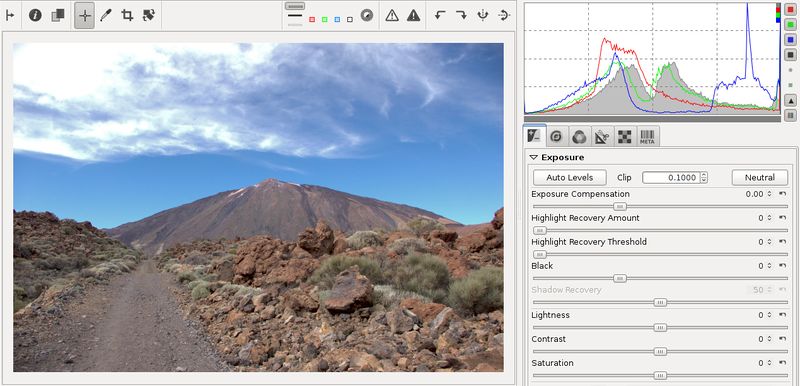 META
Exposure
Auto Levels Clip 0.1000 Neutral
Exposure Compensation 0.00
Highlight Recovery Amount 0
Highlight Recovery Threshold 0
Black 0
Shadow Recovery 50
Lightness 0
Contrast 0
Saturation 0